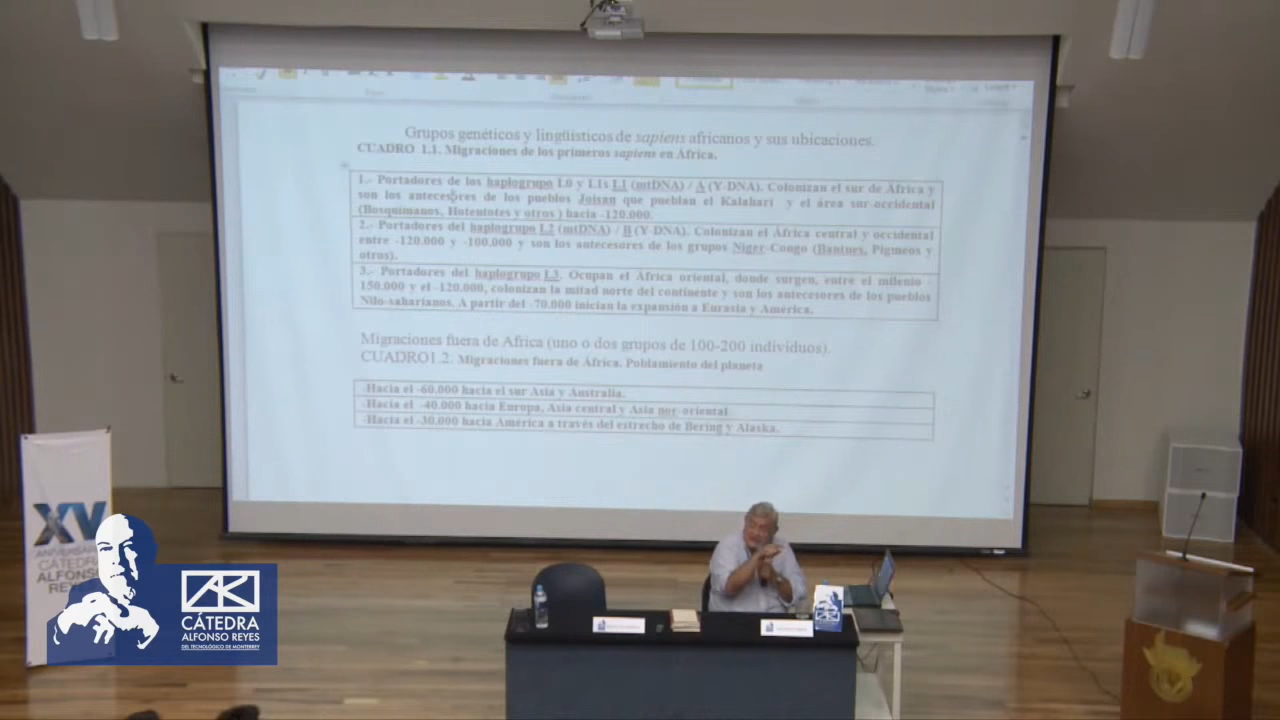 Grupos genéticos y lingüísticos de sapiens africanos y sus ubicaciones.
CUADRO 1.1. Migraciones de los primeros sapiens en África.
1.- Portadores de los haplogrupo L0 y L1s L1 (mtDNA) / A (Y-DNA). Colonizan el sur de África y
son los antecesores de los pueblos Joisan que pueblan el Kalahari y el área sur-occidental
(Bosquimanos, Hotentotes y otros ) hacia -120.000.
2.- Portadores del haplogrupo L2 (mtDNA) / B (Y-DNA). Colonizan el África central y occidental
entre -120.000 y -100.000 y son los antecesores de los grupos Niger-Congo (Bantues, Pigmeos y
otros).
3.- Portadores del haplogrupo L3. Ocupan el África oriental, donde surgen, entre el milenio -
150.000 y el -120.000, colonizan la mitad norte del continente y son los antecesores de los pueblos
Nilo-saharianos. A partir del -70.000 inician la expansión a Eurasia y América.
Migraciones fuera de Africa (uno o dos grupos de 100-200 individuos).
CUADRO1.2. Migraciones fuera de África. Poblamiento del planeta
-Hacia el -60.000 hacia el sur Asia y Australia.
-Hacia el -40.000 hacia Europa, Asia central y Asia nor-oriental
-Hacia el -30.000 hacia América a través del estrecho de Bering y Alaska.
XV
CÁTEDRA
ALFONSO
CÁTEDRA
ALFONSO REYES
DEL TECNOLÓGICO DE MONTERREY